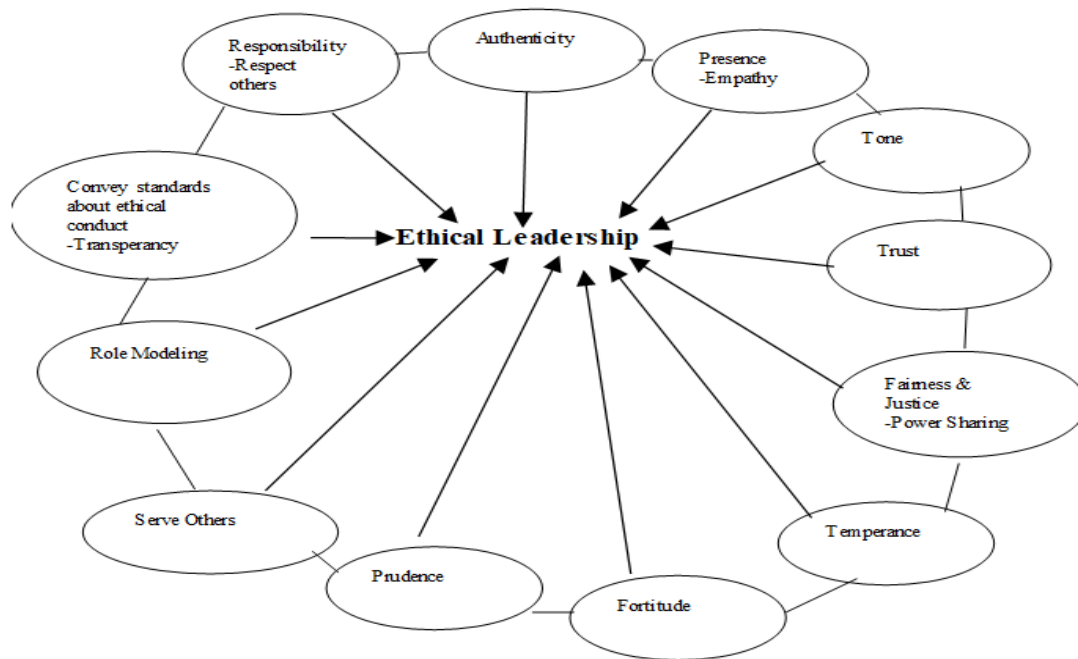 Responsibility
-Respect
others
Authenticity
Presence
-Empathy
Tone
Convey standards
about ethical
conduct
-Transperancy
Ethical Leadership
Trust
Role Modeling
Fairness &
Justice
-Power Sharing
Serve Others
Temperance
Prudence
Fortitude